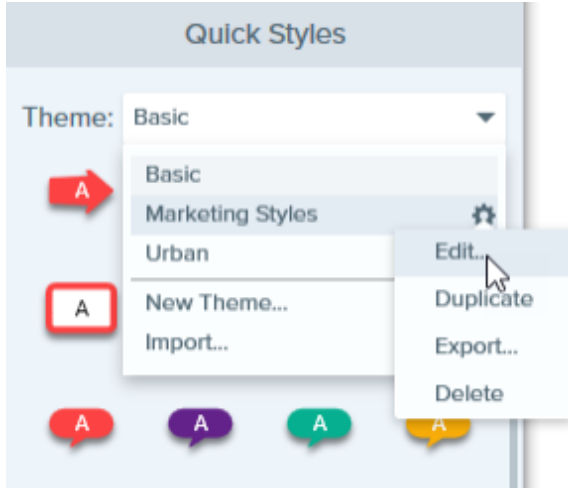 Quick Styles
Theme: Basic
A
Basic
Marketing Styles
Urban
Edit...
A
New Theme...
Duplicate
Import...
Export...
Delete
A A A A